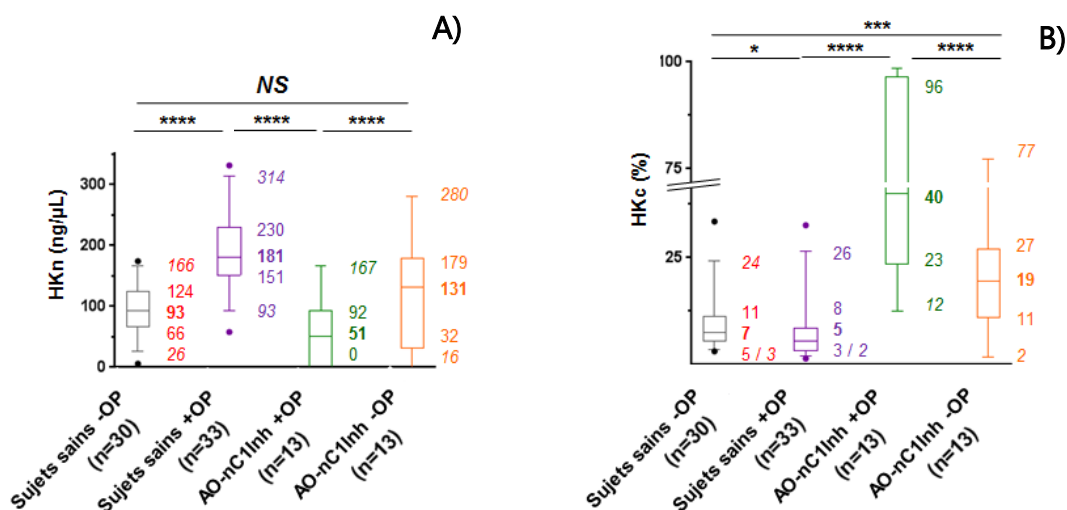 A)
NS
**** **** ****
HKn (ng/µL)
300
200
100
0
166
124
93
66
26
314
230
181
151
93
167
92
51
0
280
179
131
32
16
Sujets sains -OP
(n=30)
Sujets sains +OP
(n=33)
AO-nC1Inh +OP
(n=13)
AO-nC1Inh -OP
(n=13)
B)
***
* **** ****
HKc (%)
100
75
25
24
11
7
5 / 3
26
8
5
3 / 2
96
40
23
12
77
27
19
11
2
Sujets sains -OP
(n=30)
Sujets sains +OP
(n=33)
AO-nC1Inh +OP
(n=13)
AO-nC1Inh -OP
(n=13)